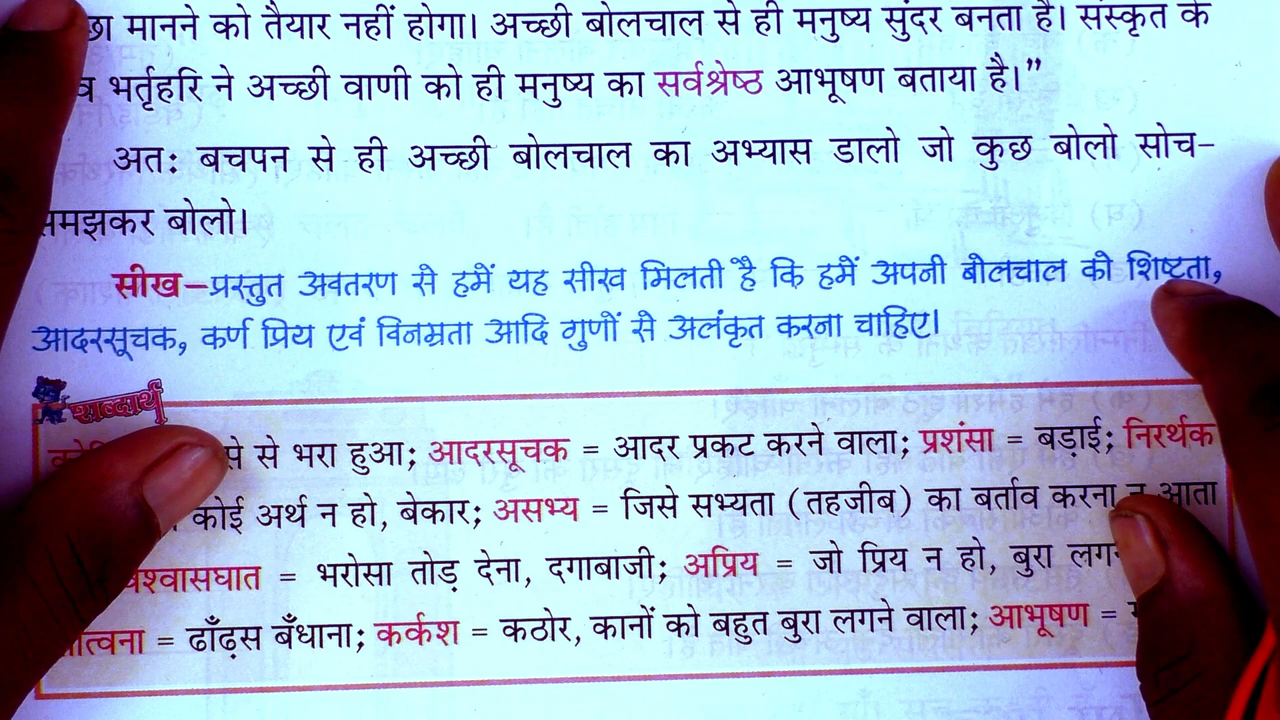 मानने को तैयार नहीं होगा। अच्छी बोलचाल से ही मनुष्य सुंदर बनता है। संस्कृत के
भर्तृहरि ने अच्छी वाणी को ही मनुष्य का सर्वश्रेष्ठ आभूषण बताया है।”
अतः बचपन से ही अच्छी बोलचाल का अभ्यास डालो जो कुछ बोलो सोच-
समझकर बोलो।
सीख–प्रस्तुत अवतरण से हमें यह सीख मिलती है कि हमें अपनी बोलचाल को शिष्टता,
आदरसूचक, कर्ण प्रिय एवं विनम्रता आदि गुणों से अलंकृत करना चाहिए।
शब्दार्थ
से भरा हुआ; आदरसूचक = आदर प्रकट करने वाला; प्रशंसा = बड़ाई; निरर्थक
कोई अर्थ न हो, बेकार; असभ्य = जिसे सभ्यता (तहजीब) का बर्ताव करना न आता
विश्वासघात = भरोसा तोड़ देना, दगाबाजी; अप्रिय = जो प्रिय न हो, बुरा
= ढाँढ़स बँधाना; कर्कश = कठोर, कानों को बहुत बुरा लगने वाला; आभूषण =